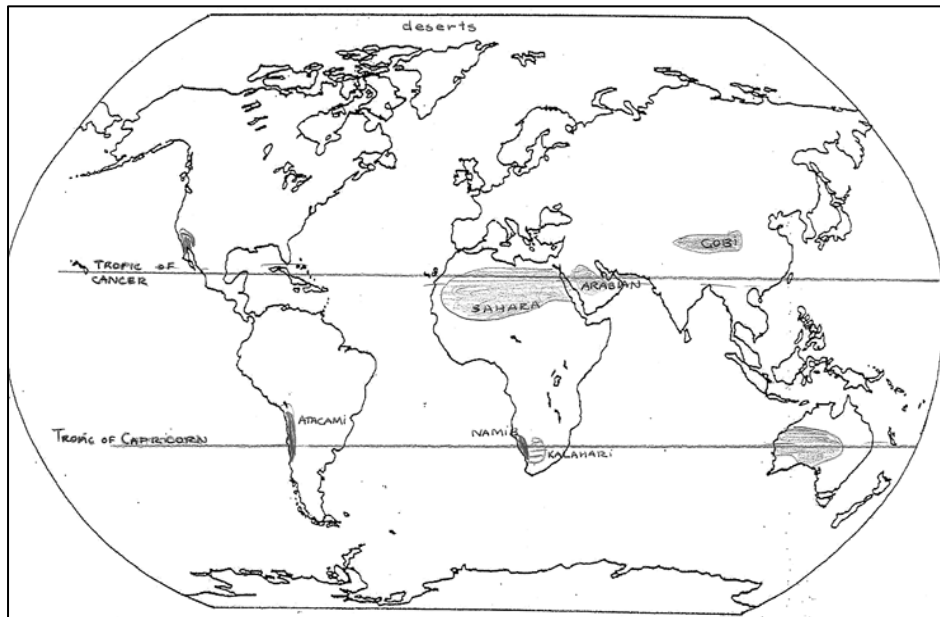 deserts
GOBI
TROPIC OF
CANCER
ARABIAN
SAHARA
ATACAMI
TROPIC OF CAPRICORN
NAMIB
KALAHARI